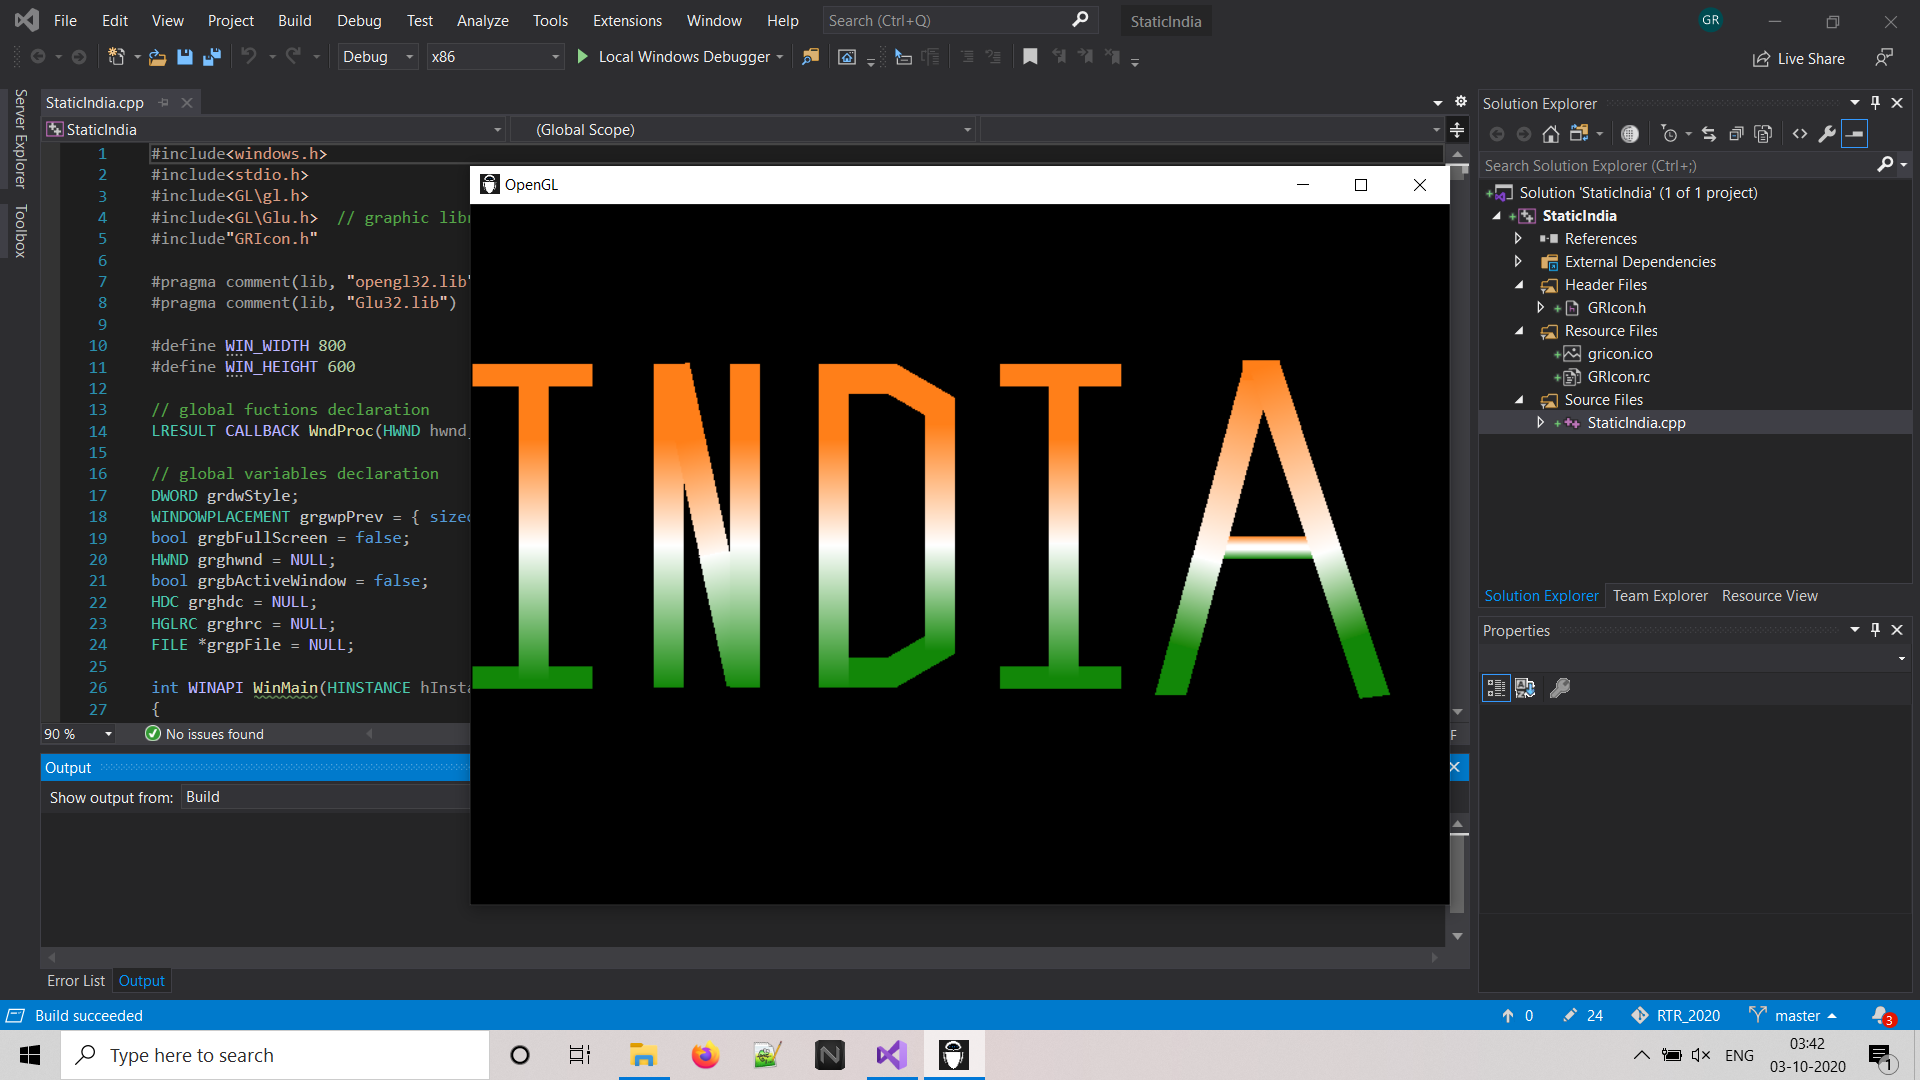 File Edit View Project Build Debug Test Analyze Tools Extensions Window Help Search (Ctrl+Q) StaticIndia GR
Debug x86 Local Windows Debugger Live Share
Server Explorer
Toolbox
StaticIndia.cpp
StaticIndia (Global Scope)
1 #include<windows.h>
2 #include<stdio.h>
3 #include<GL\gl.h>
4 #include<GL\Glu.h> // graphic libr
5 #include"GRIcon.h"
6
7 #pragma comment(lib, "opengl32.lib"
8 #pragma comment(lib, "Glu32.lib")
9
10 #define WIN_WIDTH 800
11 #define WIN_HEIGHT 600
12
13 // global fuctions declaration
14 LRESULT CALLBACK WndProc(HWND hwnd,
15
16 // global variables declaration
17 DWORD grdwStyle;
18 WINDOWPLACEMENT grgwpPrev = { sizeo
19 bool grgbFullScreen = false;
20 HWND grghwnd = NULL;
21 bool grgbActiveWindow = false;
22 HDC grghdc = NULL;
23 HGLRC grghrc = NULL;
24 FILE *grgpFile = NULL;
25
26 int WINAPI WinMain(HINSTANCE hInsta
27 {
90 % No issues found
OpenGL
INDIA
Output
Show output from: Build
Error List Output
Solution Explorer
Search Solution Explorer (Ctrl+;)
Solution 'StaticIndia' (1 of 1 project)
StaticIndia
References
External Dependencies
Header Files
GRIcon.h
Resource Files
gricon.ico
GRIcon.rc
Source Files
StaticIndia.cpp
Solution Explorer Team Explorer Resource View
Properties
Build succeeded 0 24 RTR_2020 master 3
Type here to search ENG 03:42
03-10-2020 1